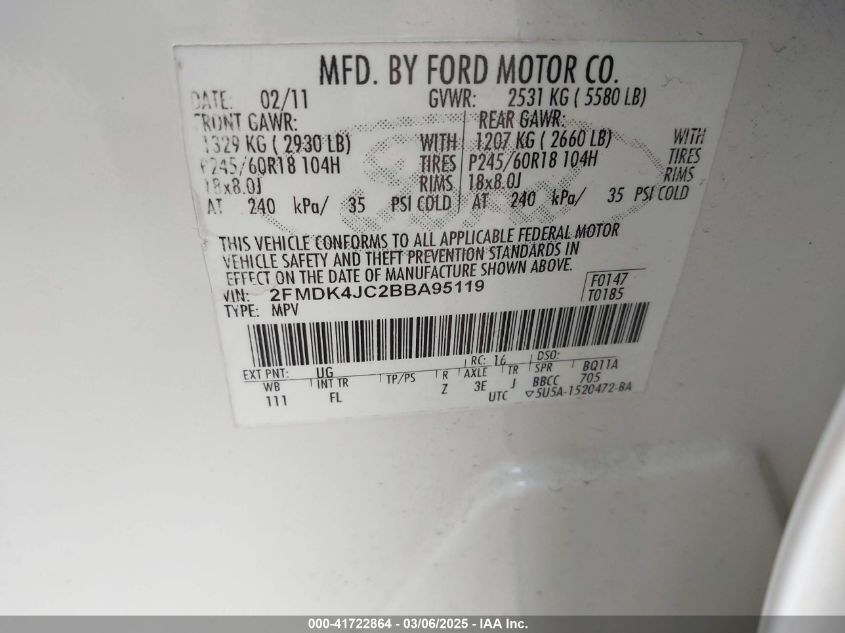 MFD. BY FORD MOTOR CO.
DATE: 02/11 GVWR: 2531 KG ( 5580 LB)
FRONT GAWR: REAR GAWR:
1329 KG ( 2930 LB) WITH 1207 KG ( 2660 LB) WITH
P245/60R18 104H TIRES P245/60R18 104H TIRES
18x8.0J RIMS 18x8.0J RIMS
AT 240 kPa/ 35 PSI COLD AT 240 kPa/ 35 PSI COLD
THIS VEHICLE CONFORMS TO ALL APPLICABLE FEDERAL MOTOR
VEHICLE SAFETY AND THEFT PREVENTION STANDARDS IN
EFFECT ON THE DATE OF MANUFACTURE SHOWN ABOVE.
VIN: 2FMDK4JC2BBA95119 F0147
TYPE: MPV T0185
EXT PNT: UG RC: 16 DSO:
WB INT TR TP/PS R AXLE TR SPR BQ11A
111 FL Z 3E J BBCC 705
UTC ▽5U5A-1520472-BA
000-41722864 - 03/06/2025 - IAA Inc.